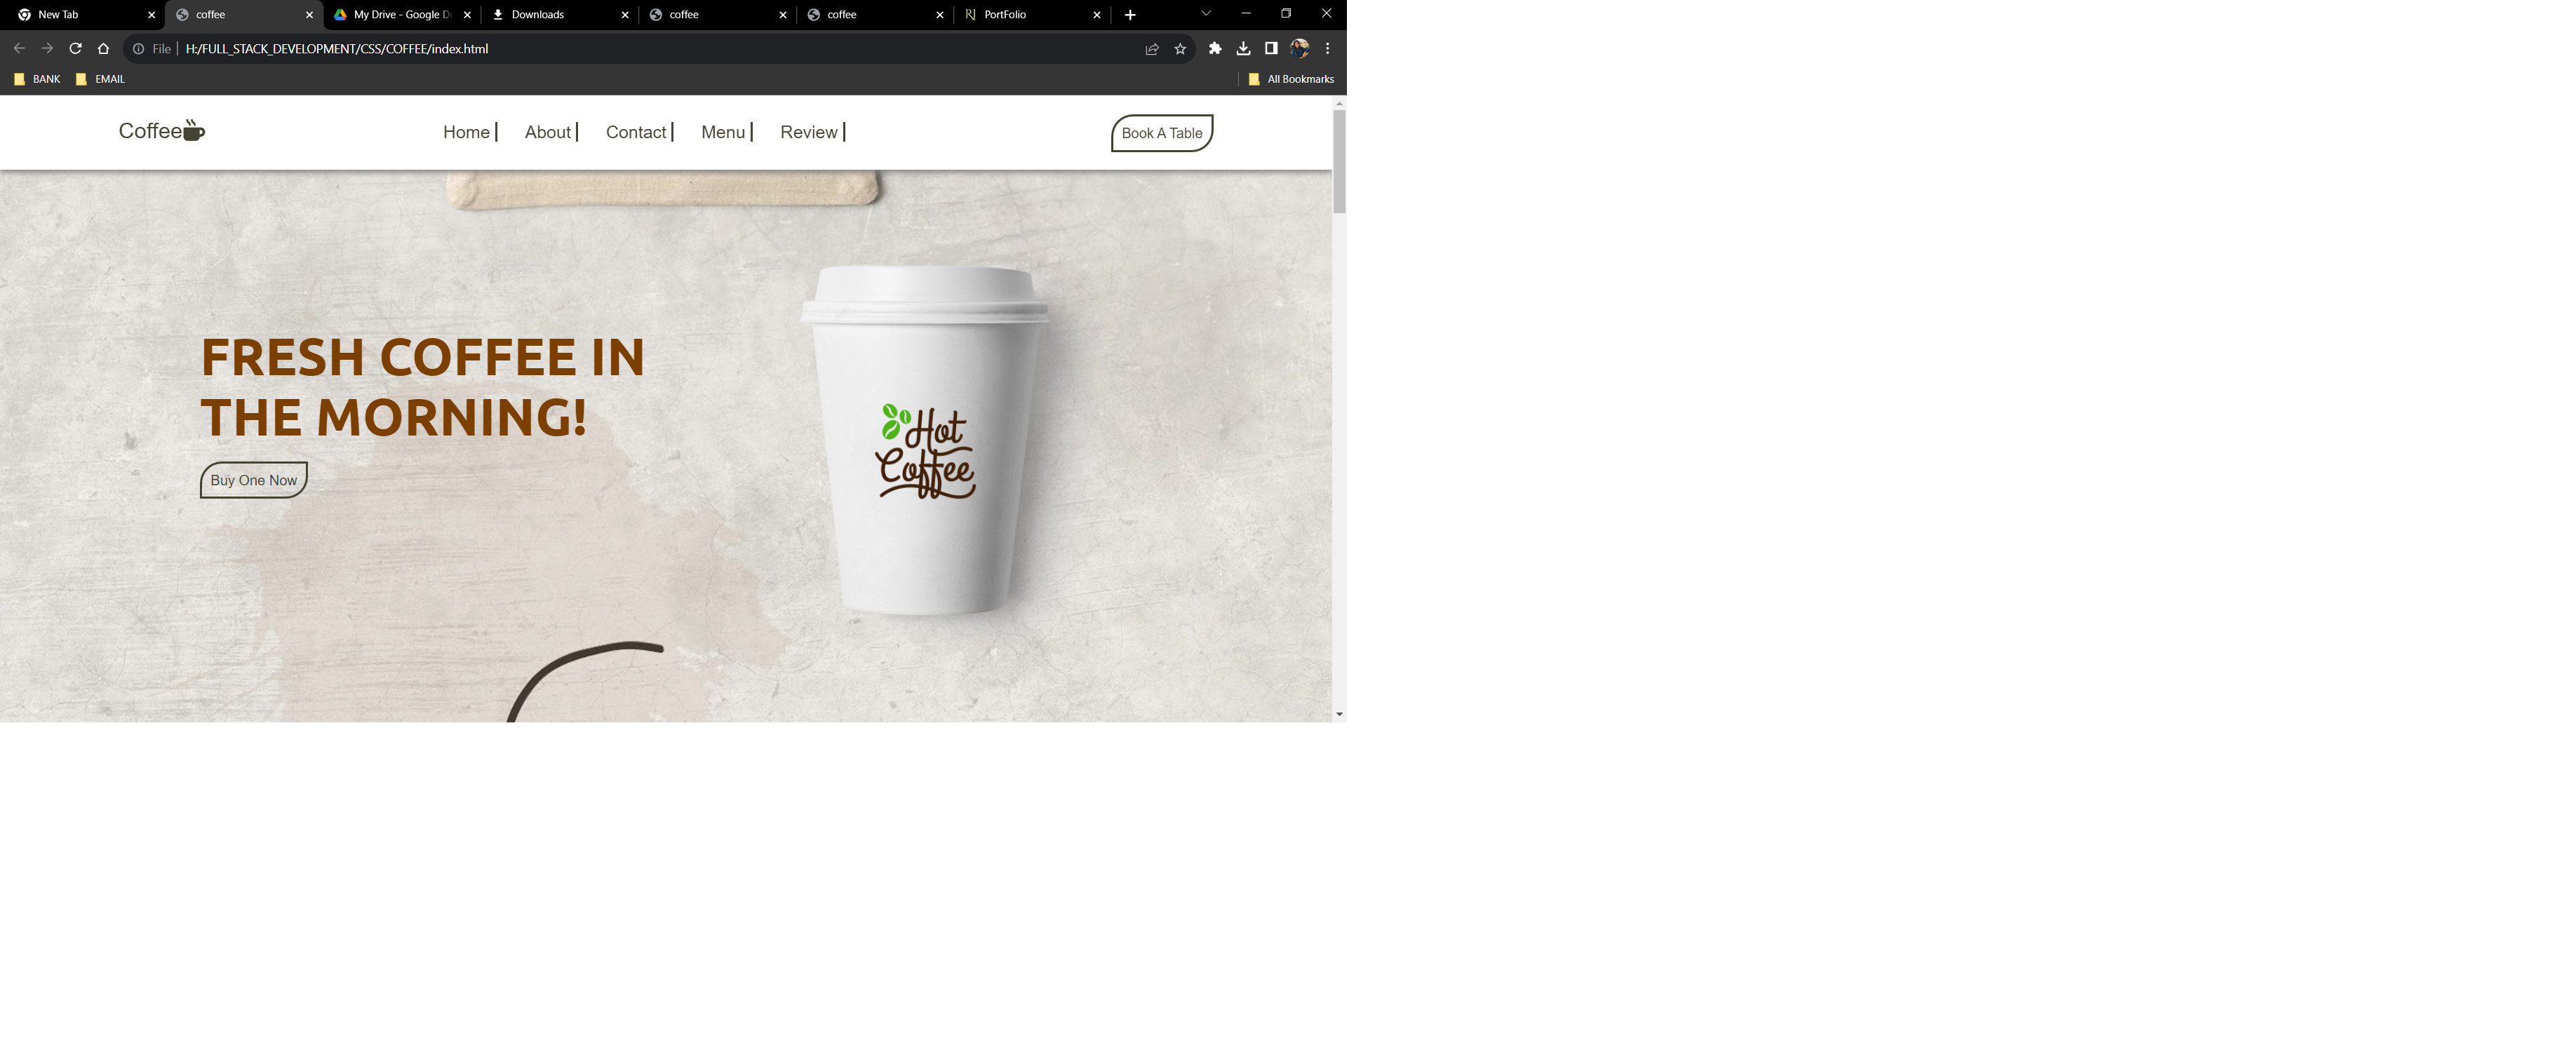 New Tab
coffee
My Drive - Google
Downloads
coffee
coffee
PortFolio
File
H:/FULL_STACK_DEVELOPMENT/CSS/COFFEE/index.html
BANK
EMAIL
All Bookmarks
Coffee
Home
About
Contact
Menu
Review
Book A Table
FRESH COFFEE IN
THE MORNING!
Buy One Now
Hot
Coffee